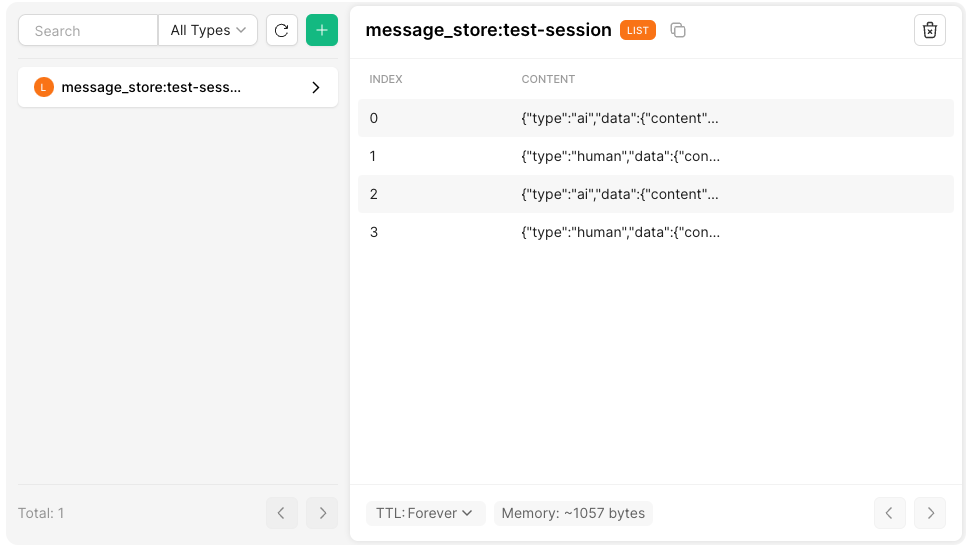 Search
All Types
L
message_store:test-sess...
Total: 1
message_store:test-session LIST
INDEX CONTENT
0 {"type":"ai","data":{"content"...
1 {"type":"human","data":{"con...
2 {"type":"ai","data":{"content"...
3 {"type":"human","data":{"con...
TTL: Forever Memory: ~1057 bytes